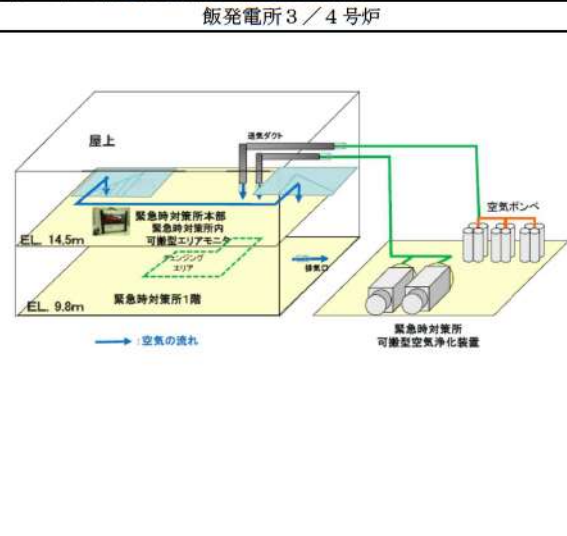 飯発電所3／4号炉
屋上
送気ダクト
空気ボンベ
緊急時対策所本部
緊急時対策所内
可搬型エリアモニタ
EL. 14.5m
チェンジング
エリア
排気口
緊急時対策所1階
EL. 9.8m
緊急時対策所
可搬型空気浄化装置
:空気の流れ